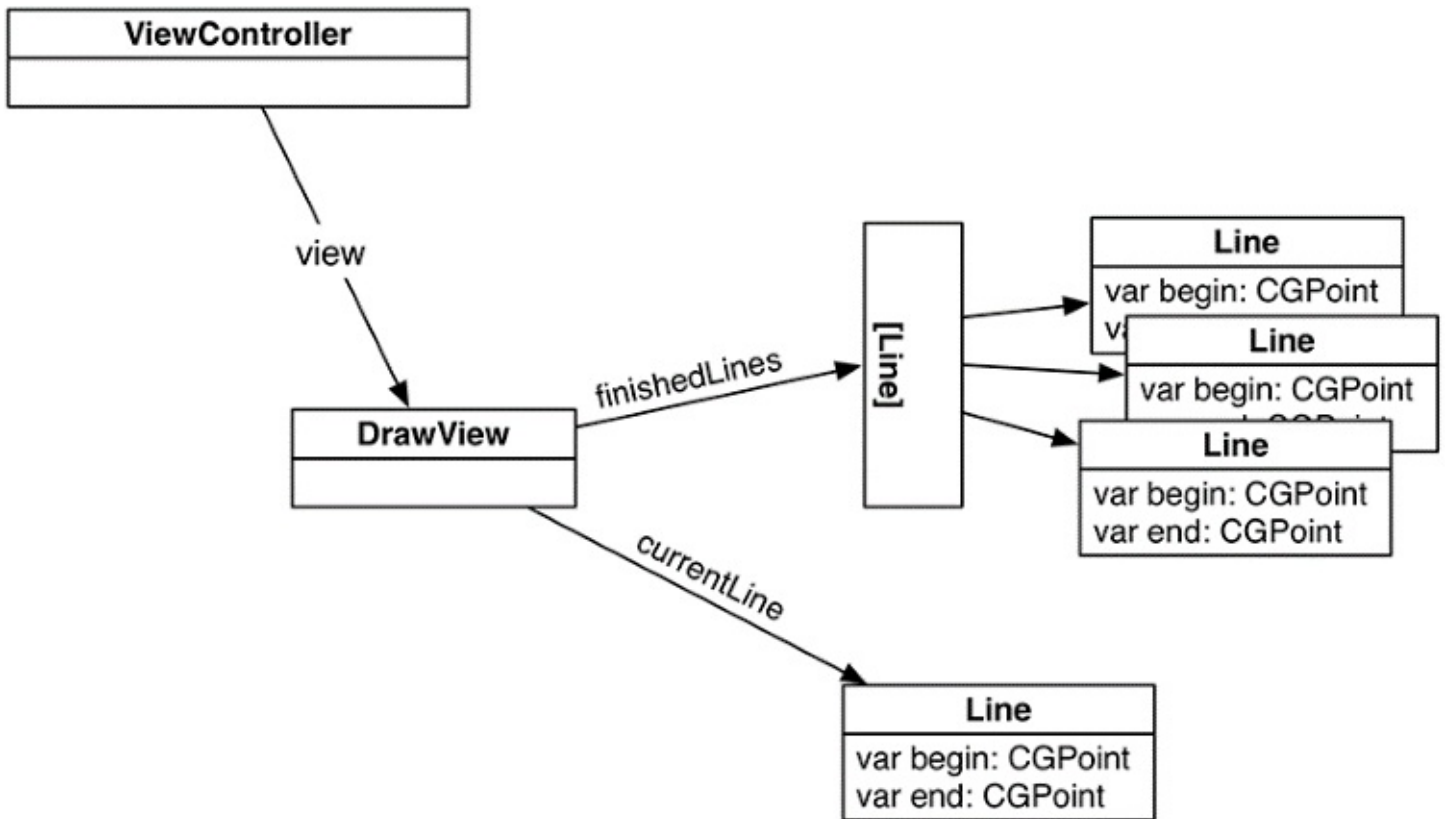 ViewController
view
DrawView
finishedLines
[Line]
Line
var begin: CGPoint
Line
var begin: CGPoint
Line
var begin: CGPoint
var end: CGPoint
currentLine
Line
var begin: CGPoint
var end: CGPoint